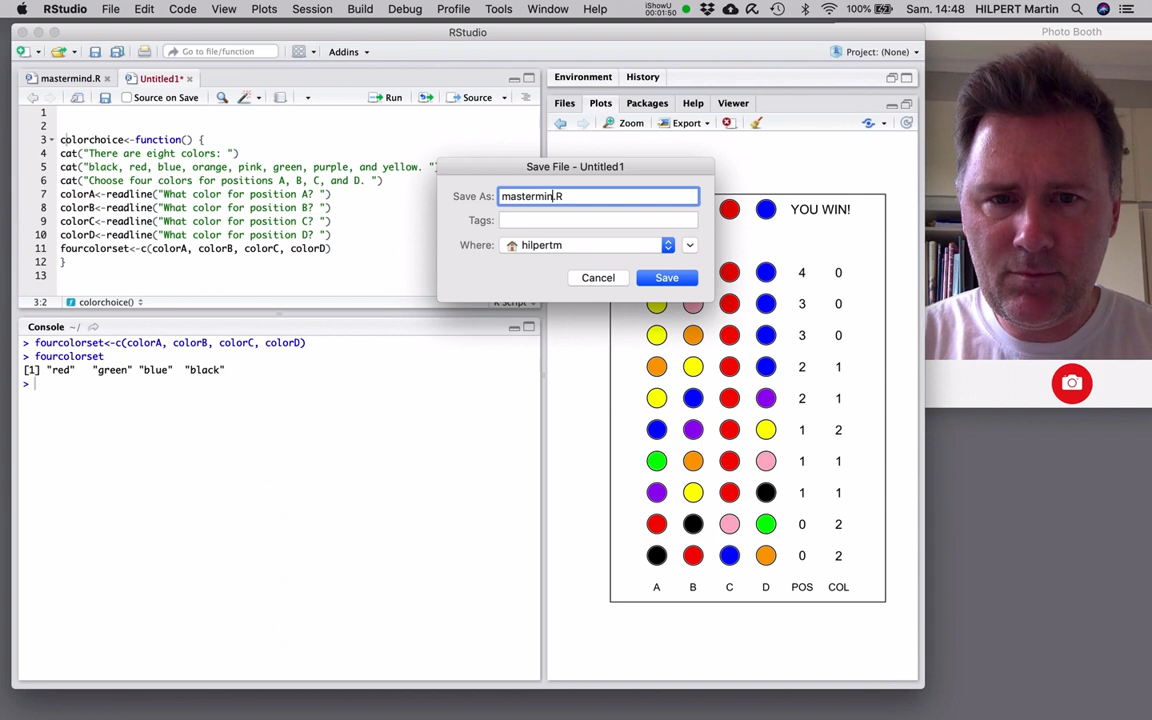 RStudio File Edit Code View Plots Session Build Debug Profile Tools Window Help iShowU 00:01:50 100% Sam. 14:48 HILPERT Martin
RStudio
Photo Booth
Go to file/function Addins Project: (None)
mastermind.R Untitled1*
Source on Save Run Source
1
2
3 colorchoice<-function() {
4 cat("There are eight colors: ")
5 cat("black, red, blue, orange, pink, green, purple, and yellow. ")
6 cat("Choose four colors for positions A, B, C, and D. ")
7 colorA<-readline("What color for position A? ")
8 colorB<-readline("What color for position B? ")
9 colorC<-readline("What color for position C? ")
10 colorD<-readline("What color for position D? ")
11 fourcolorset<-c(colorA, colorB, colorC, colorD)
12 }
13
3:2 colorchoice() R Script
Console ~/
> fourcolorset<-c(colorA, colorB, colorC, colorD)
> fourcolorset
[1] "red" "green" "blue" "black"
>
Save File - Untitled1
Save As: mastermin.R
Tags:
Where: hilpertm
Cancel Save
Environment History
Files Plots Packages Help Viewer
Zoom Export
YOU WIN!
4 0
3 0
3 0
2 1
2 1
1 2
1 1
1 1
0 2
0 2
A B C D POS COL